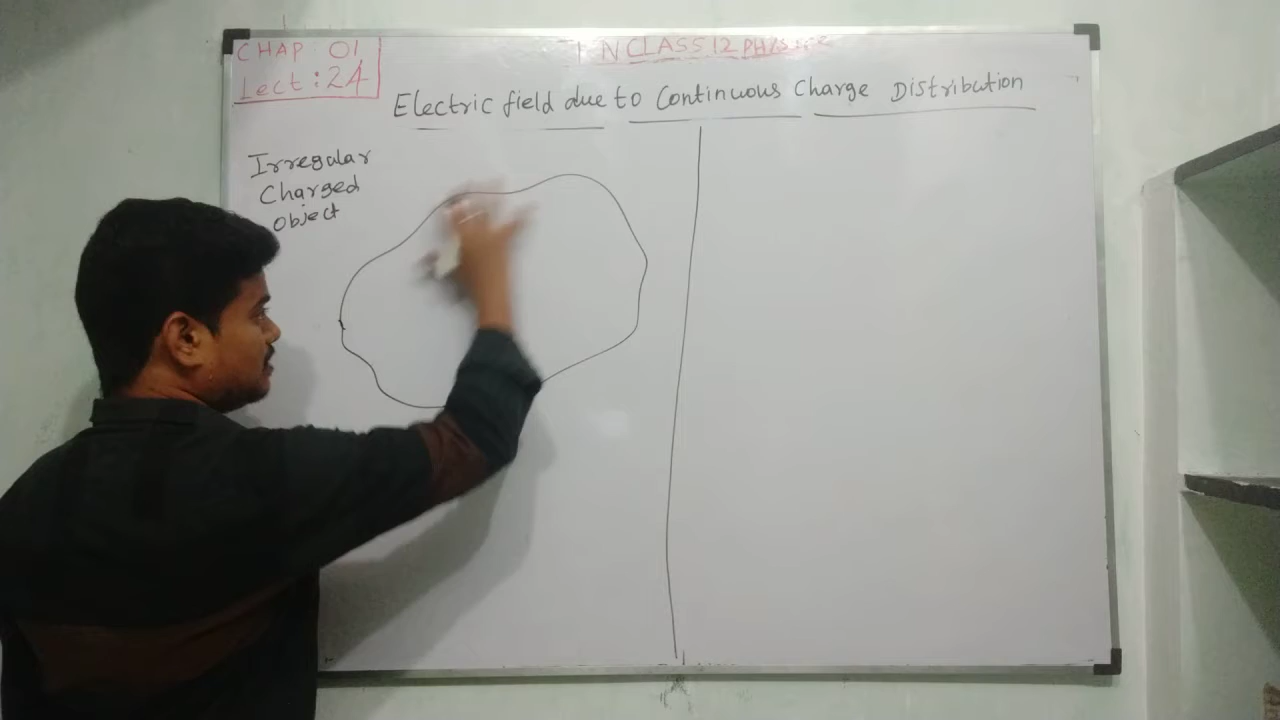 CHAP 01
Lect:24
N CLASS 12 PHYSICS
Electric field due to Continuous Charge Distribution
Irregular
Charged
Object